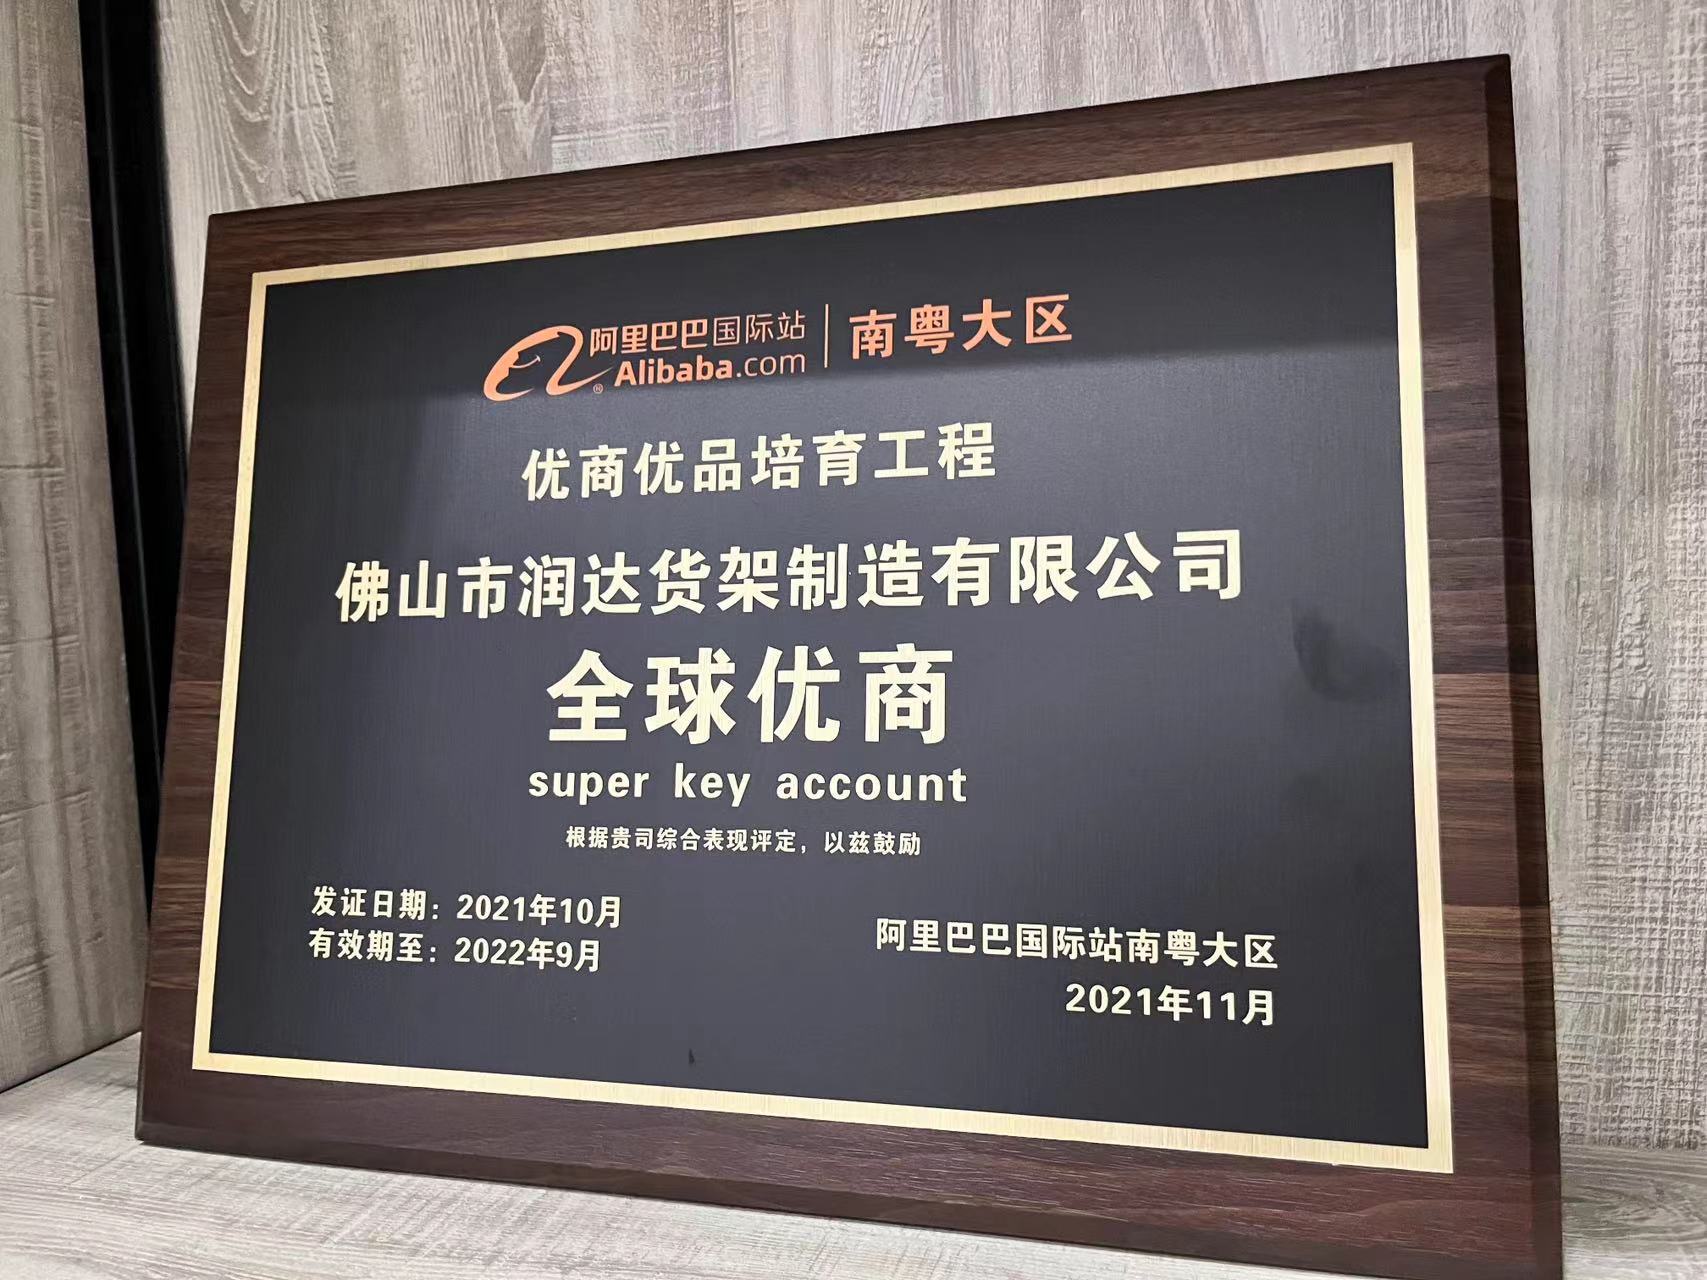 阿里巴巴国际站 | 南粤大区
Alibaba.com
优商优品培育工程
佛山市润达货架制造有限公司
全球优商
super key account
根据贵司综合表现评定，以兹鼓励
发证日期：2021年10月
有效期至：2022年9月
阿里巴巴国际站南粤大区
2021年11月